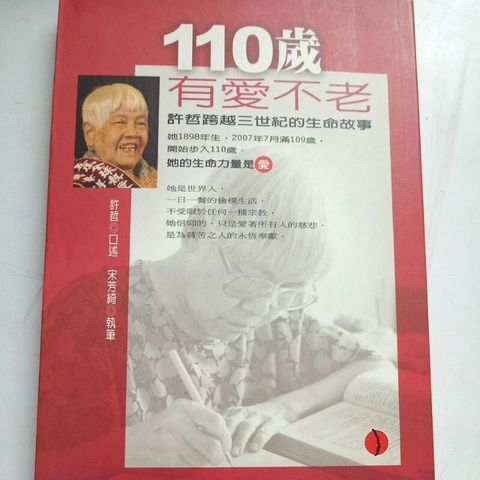 110歲
有愛不老
許哲跨越三世紀的生命故事
她1898年生，2007年7月滿109歲，
開始步入110歲。
她的生命力量是愛
她是世界人，
一日一餐的儉樸生活，
不受限於任何一種宗教，
她信仰的，只是愛著所有人的慈悲，
是為貧苦之人的永恆奉獻。
許哲◎口述 宋芳綺◎執筆